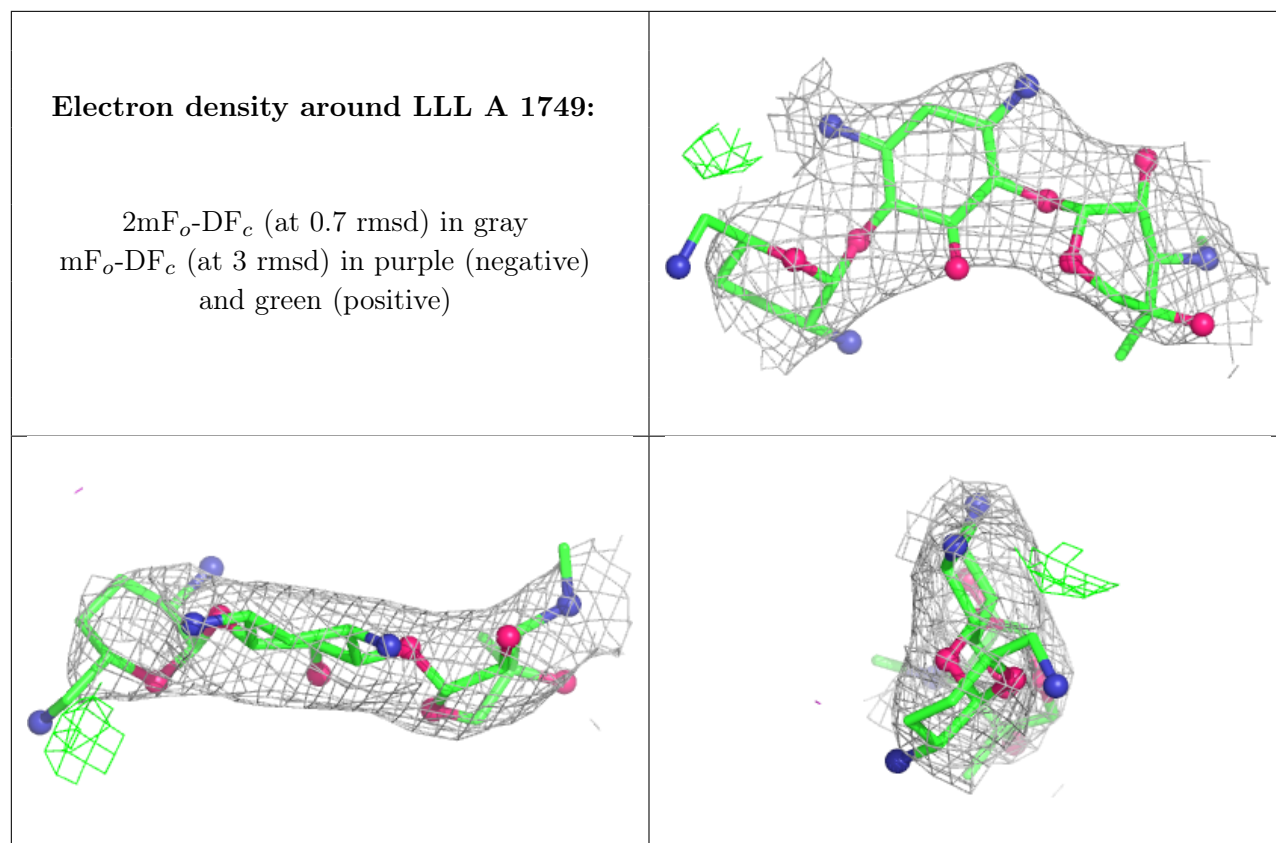 Electron density around LLL A 1749:
2mFo-DFc (at 0.7 rmsd) in gray
mFo-DFc (at 3 rmsd) in purple (negative)
and green (positive)